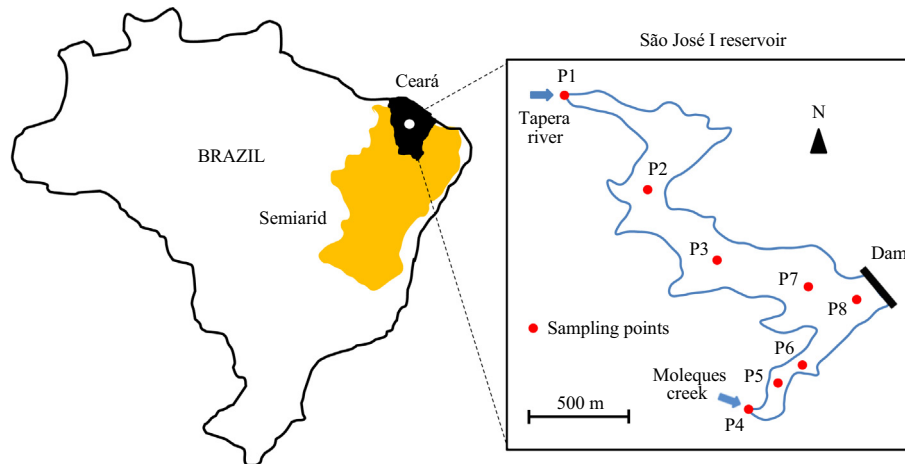 São José I reservoir
Ceará
BRAZIL
Semiarid
P1
Tapera
river
N
P2
P3
Dam
P7
P8
Sampling points
P6
Moleques
creek
P5
500 m
P4